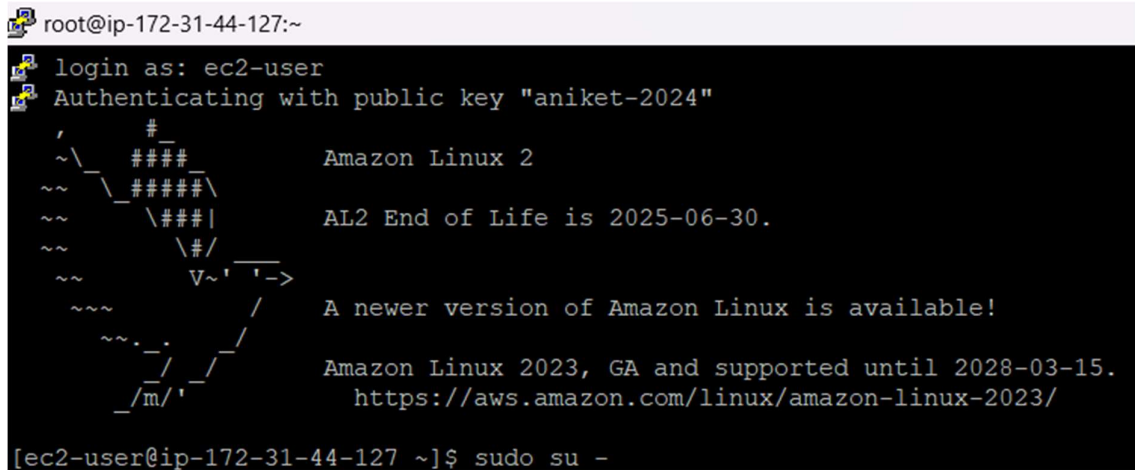 root@ip-172-31-44-127:~
login as: ec2-user
Authenticating with public key "aniket-2024"
   ,     #_
   ~\_  ####_        Amazon Linux 2
  ~~  \_#####\
  ~~     \###|       AL2 End of Life is 2025-06-30.
  ~~       \#/ ___
   ~~       V~' '->
    ~~~         /    A newer version of Amazon Linux is available!
      ~~._.   _/
         _/ _/       Amazon Linux 2023, GA and supported until 2028-03-15.
       _/m/'           https://aws.amazon.com/linux/amazon-linux-2023/
[ec2-user@ip-172-31-44-127 ~]$ sudo su -